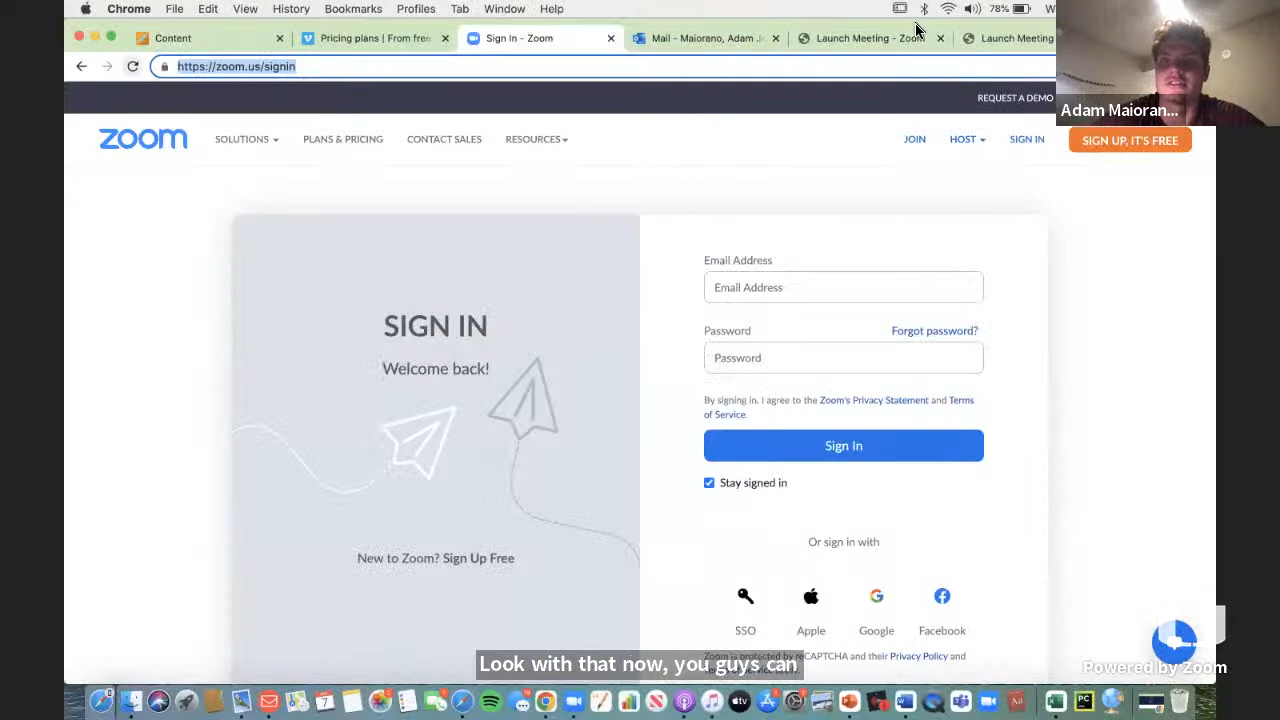 Chrome File Edit View History Bookmarks Profiles Tab Window Help 78%
Content Pricing plans | From free Sign In - Zoom Mail - Maiorano, Adam J Launch Meeting - Zoo Launch Meeting
https://zoom.us/signin
REQUEST A DEMO
Adam Maioran...
zoom SOLUTIONS PLANS & PRICING CONTACT SALES RESOURCES JOIN HOST SIGN IN SIGN UP, IT'S FREE
SIGN IN
Welcome back!
New to Zoom? Sign Up Free
Email Address
Email Address
Password Forgot password?
Password
By signing in, I agree to the Zoom's Privacy Statement and Terms
of Service.
Sign In
Stay signed in
Or sign in with
SSO Apple Google Facebook
Zoom is protected by reCAPTCHA and their Privacy Policy and
Look with that now, you guys can
Powered by Zoom